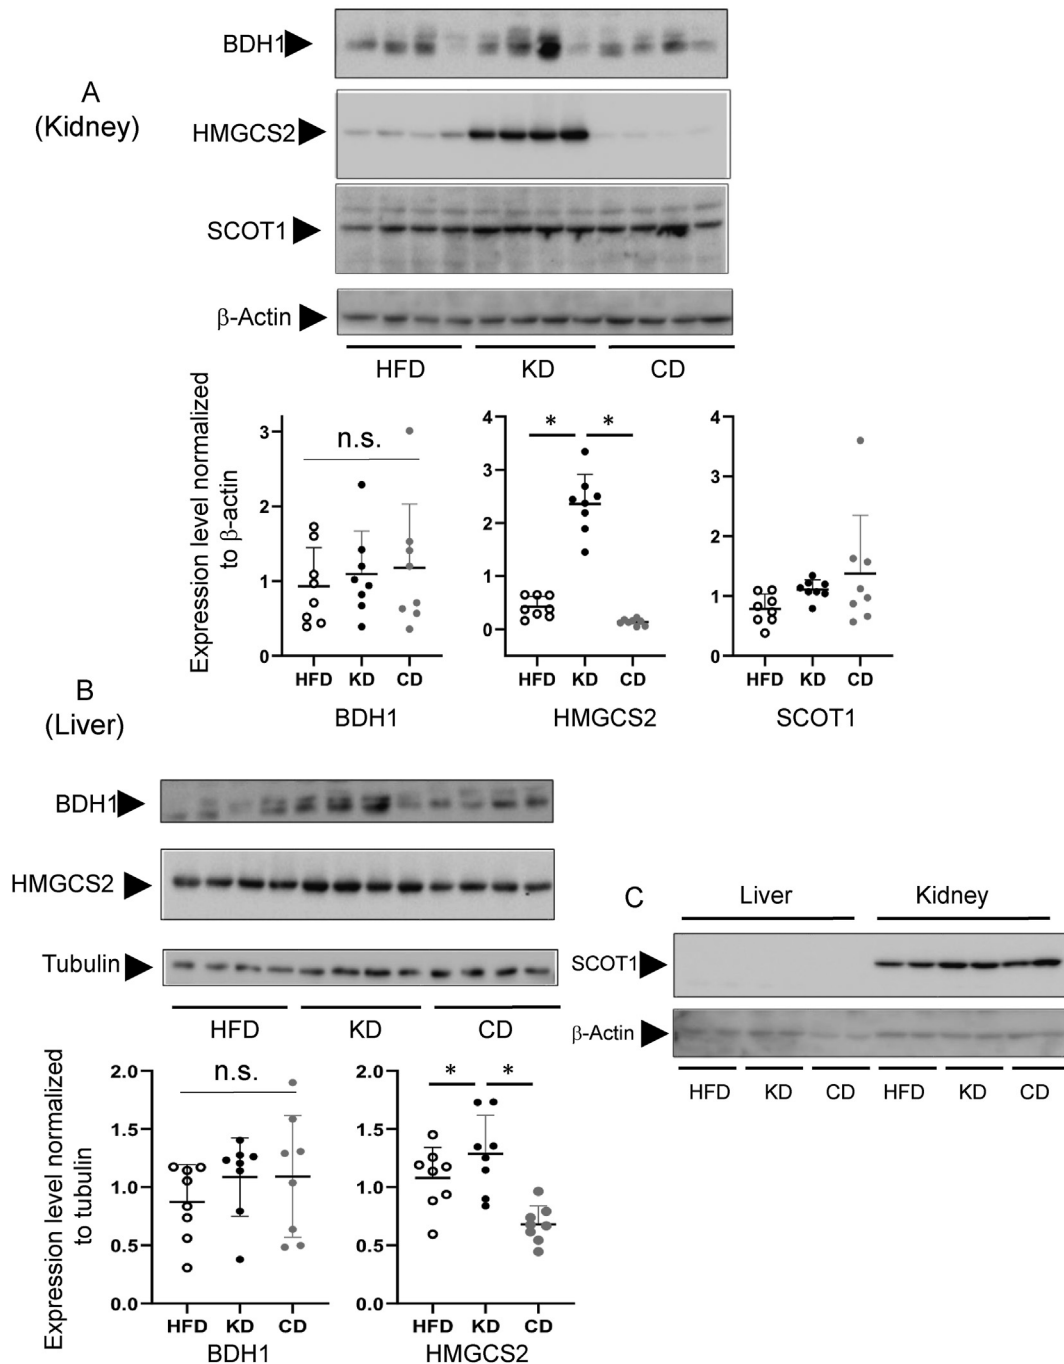 A
(Kidney)
BDH1
HMGCS2
SCOT1
β-Actin
HFD KD CD
Expression level normalized
to β-actin
3
2
1
0
n.s.
HFD KD CD
BDH1
4
3
2
1
0
* *
HFD KD CD
HMGCS2
4
3
2
1
0
HFD KD CD
SCOT1
B
(Liver)
BDH1
HMGCS2
Tubulin
HFD KD CD
Expression level normalized
to tubulin
2.0
1.5
1.0
0.5
0.0
n.s.
HFD KD CD
BDH1
2.0
1.5
1.0
0.5
0.0
* *
HFD KD CD
HMGCS2
C
Liver Kidney
SCOT1
β-Actin
HFD KD CD HFD KD CD